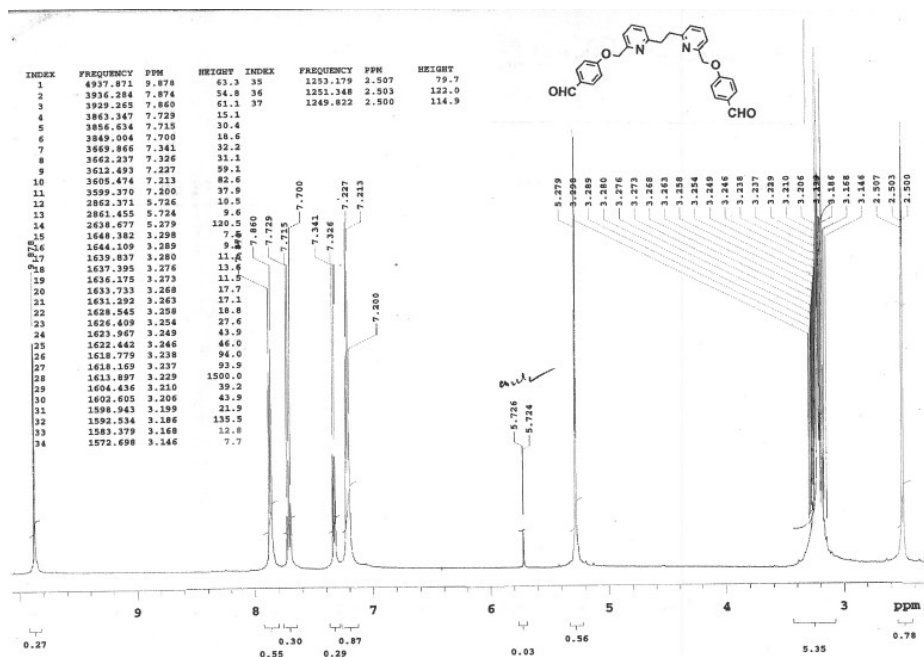 INDEX FREQUENCY PPM HEIGHT INDEX FREQUENCY PPM HEIGHT
1 4937.871 9.878 63.3 35 1253.179 2.507 79.7
2 3936.284 7.874 54.8 36 1251.348 2.503 122.0
3 3929.265 7.860 61.1 37 1249.822 2.500 114.9
4 3863.347 7.729 15.1
5 3856.634 7.715 30.4
6 3849.004 7.700 18.6
7 3669.866 7.341 32.2
8 3662.237 7.326 31.1
9 3612.493 7.227 59.1
10 3605.474 7.213 82.6
11 3599.370 7.200 37.9
12 2862.371 5.726 10.5
13 2861.455 5.724 9.6
14 2638.677 5.279 120.5
15 1648.382 3.298
16 1644.109 3.289
17 1639.837 3.280
18 1637.395 3.276 13.6
19 1636.175 3.273 11.5
20 1633.733 3.268 17.7
21 1631.292 3.263 17.1
22 1628.545 3.258 18.8
23 1626.409 3.254 27.6
24 1623.967 3.249 43.9
25 1622.442 3.246 46.0
26 1618.779 3.238 94.0
27 1618.169 3.237 93.9
28 1613.897 3.229 1500.0
29 1604.436 3.210 39.2
30 1602.605 3.206 43.9
31 1598.943 3.199 21.9
32 1592.534 3.186 135.5
33 1583.379 3.168 12.8
34 1572.698 3.146 7.7
O N N O
OHC
CHO
9.878
7.860
7.729
7.715
7.700
7.341
7.326
7.227
7.213
7.200
5.726
5.724
5.279
3.298
3.289
3.280
3.276
3.273
3.268
3.263
3.258
3.254
3.249
3.246
3.238
3.237
3.229
3.210
3.206
3.199
3.186
3.168
3.146
2.507
2.503
2.500
9 8 7 6 5 4 3 ppm
0.27 0.55 0.30 0.29 0.87 0.03 0.56 5.35 0.78